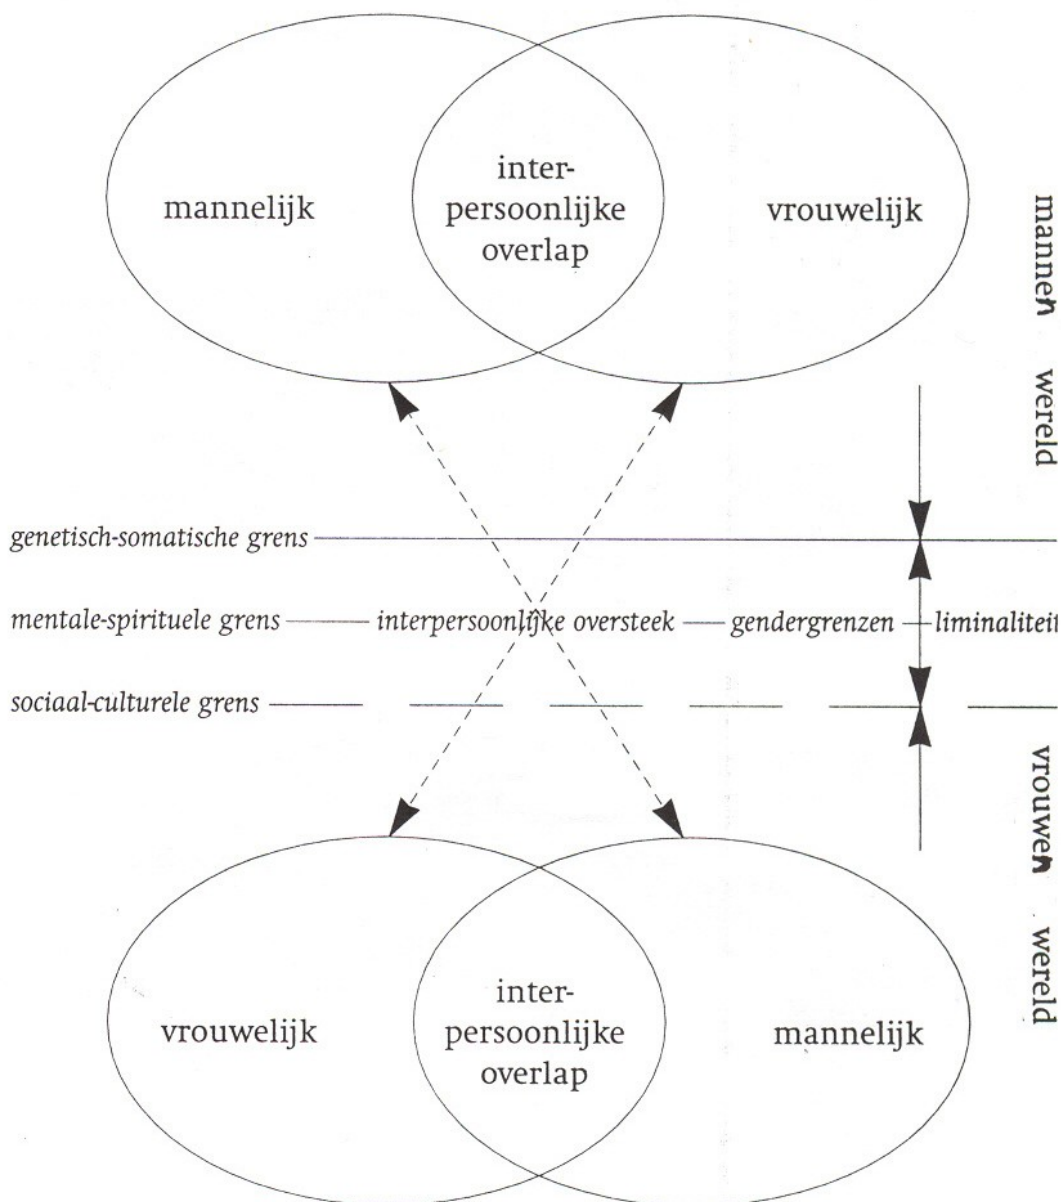 mannelijk
inter-
persoonlijke
overlap
vrouwelijk
mannen wereld
genetisch-somatische grens
mentale-spirituele grens interpersoonlijke oversteek gendergrenzen liminaliteit
sociaal-culturele grens
vrouwen wereld
vrouwelijk
inter-
persoonlijke
overlap
mannelijk